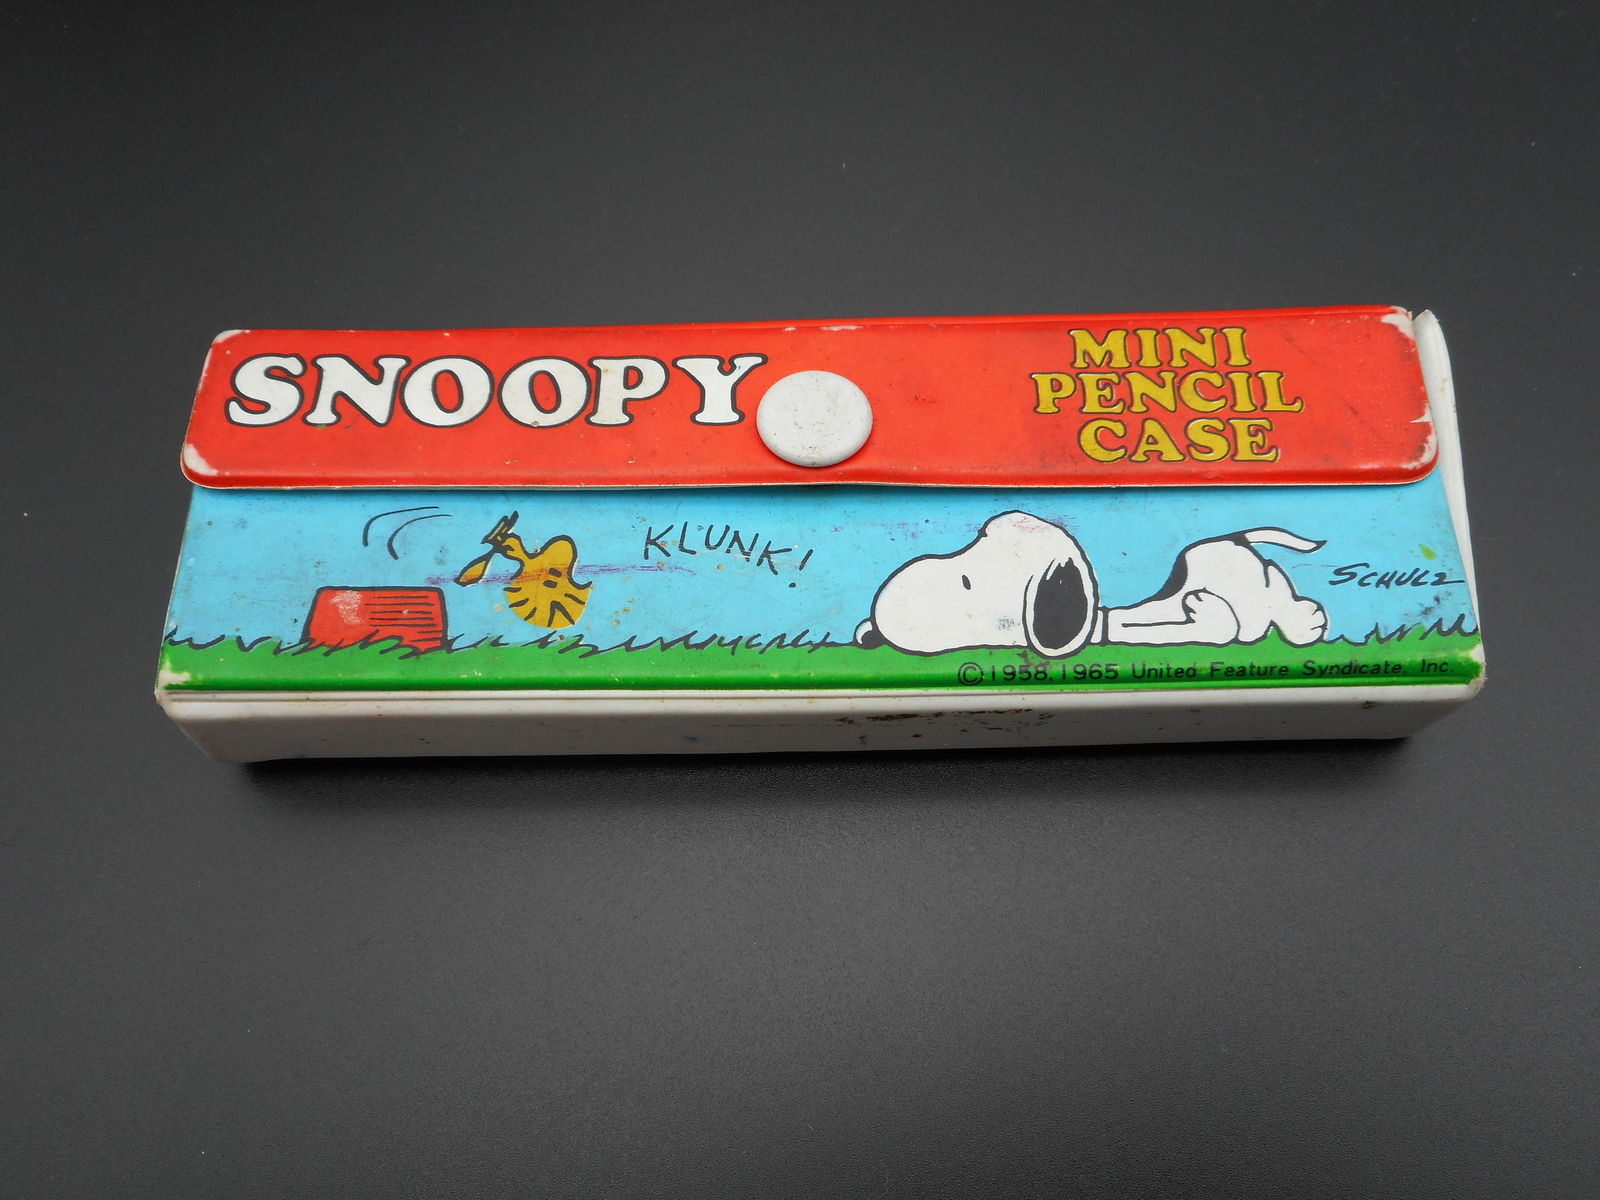 SNOOPY
MINI
PENCIL
CASE
KLUNK!
SCHULZ
©1958, 1965 United Feature Syndicate, Inc.